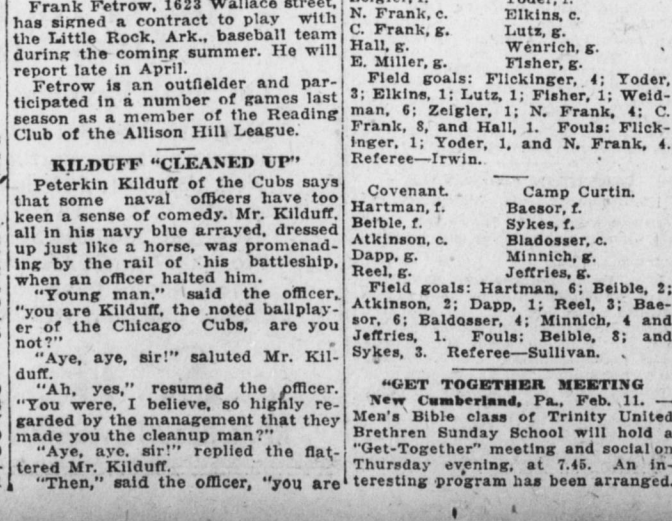 Frank Fetrow, 1623 Wallace street,
has signed a contract to play with
the Little Rock, Ark., baseball team
during the coming summer. He will
report late in April.
Fetrow is an outfielder and par-
ticipated in a number of games last
season as a member of the Reading
Club of the Allison Hill League.
KILDUFF "CLEANED UP"
Peterkin Kilduff of the Cubs says
that some naval officers have too
keen a sense of comedy. Mr. Kilduff,
all in his navy blue arrayed, dressed
up just like a horse, was promenad-
ing by the rail of his battleship,
when an officer halted him.
"Young man," said the officer,
"you are Kilduff, the noted ballplay-
er of the Chicago Cubs, are you
not?"
"Aye, aye, sir!" saluted Mr. Kil-
duff.
"Ah, yes," resumed the officer.
"You were, I believe, so highly re-
garded by the management that they
made you the cleanup man?"
"Aye, aye, sir!" replied the flat-
tered Mr. Kilduff.
"Then," said the officer, "you are
N. Frank, c. Elkins, c.
C. Frank, g. Lutz, g.
Hall, g. Wenrich, g.
E. Miller, g. Fisher, g.
Field goals: Flickinger, 4; Yoder,
3; Elkins, 1; Lutz, 1; Fisher, 1; Weid-
man, 6; Zeigler, 1; N. Frank, 4; C.
Frank, 8, and Hall, 1. Fouls: Flick-
inger, 1; Yoder, 1, and N. Frank, 4.
Referee—Irwin.
Covenant. Camp Curtin.
Hartman, f. Baesor, f.
Beible, f. Sykes, f.
Atkinson, c. Bladosser, c.
Dapp, g. Minnich, g.
Reel, g. Jeffries, g.
Field goals: Hartman, 6; Beible, 2;
Atkinson, 2; Dapp, 1; Reel, 3; Bae-
sor, 6; Baldosser, 4; Minnich, 4 and
Jeffries, 1. Fouls: Beible, 8; and
Sykes, 3. Referee—Sullivan.
"GET TOGETHER MEETING
New Cumberland, Pa., Feb. 11. —
Men's Bible class of Trinity United
Brethren Sunday School will hold a
"Get-Together" meeting and social on
Thursday evening, at 7.45. An in-
teresting program has been arranged.